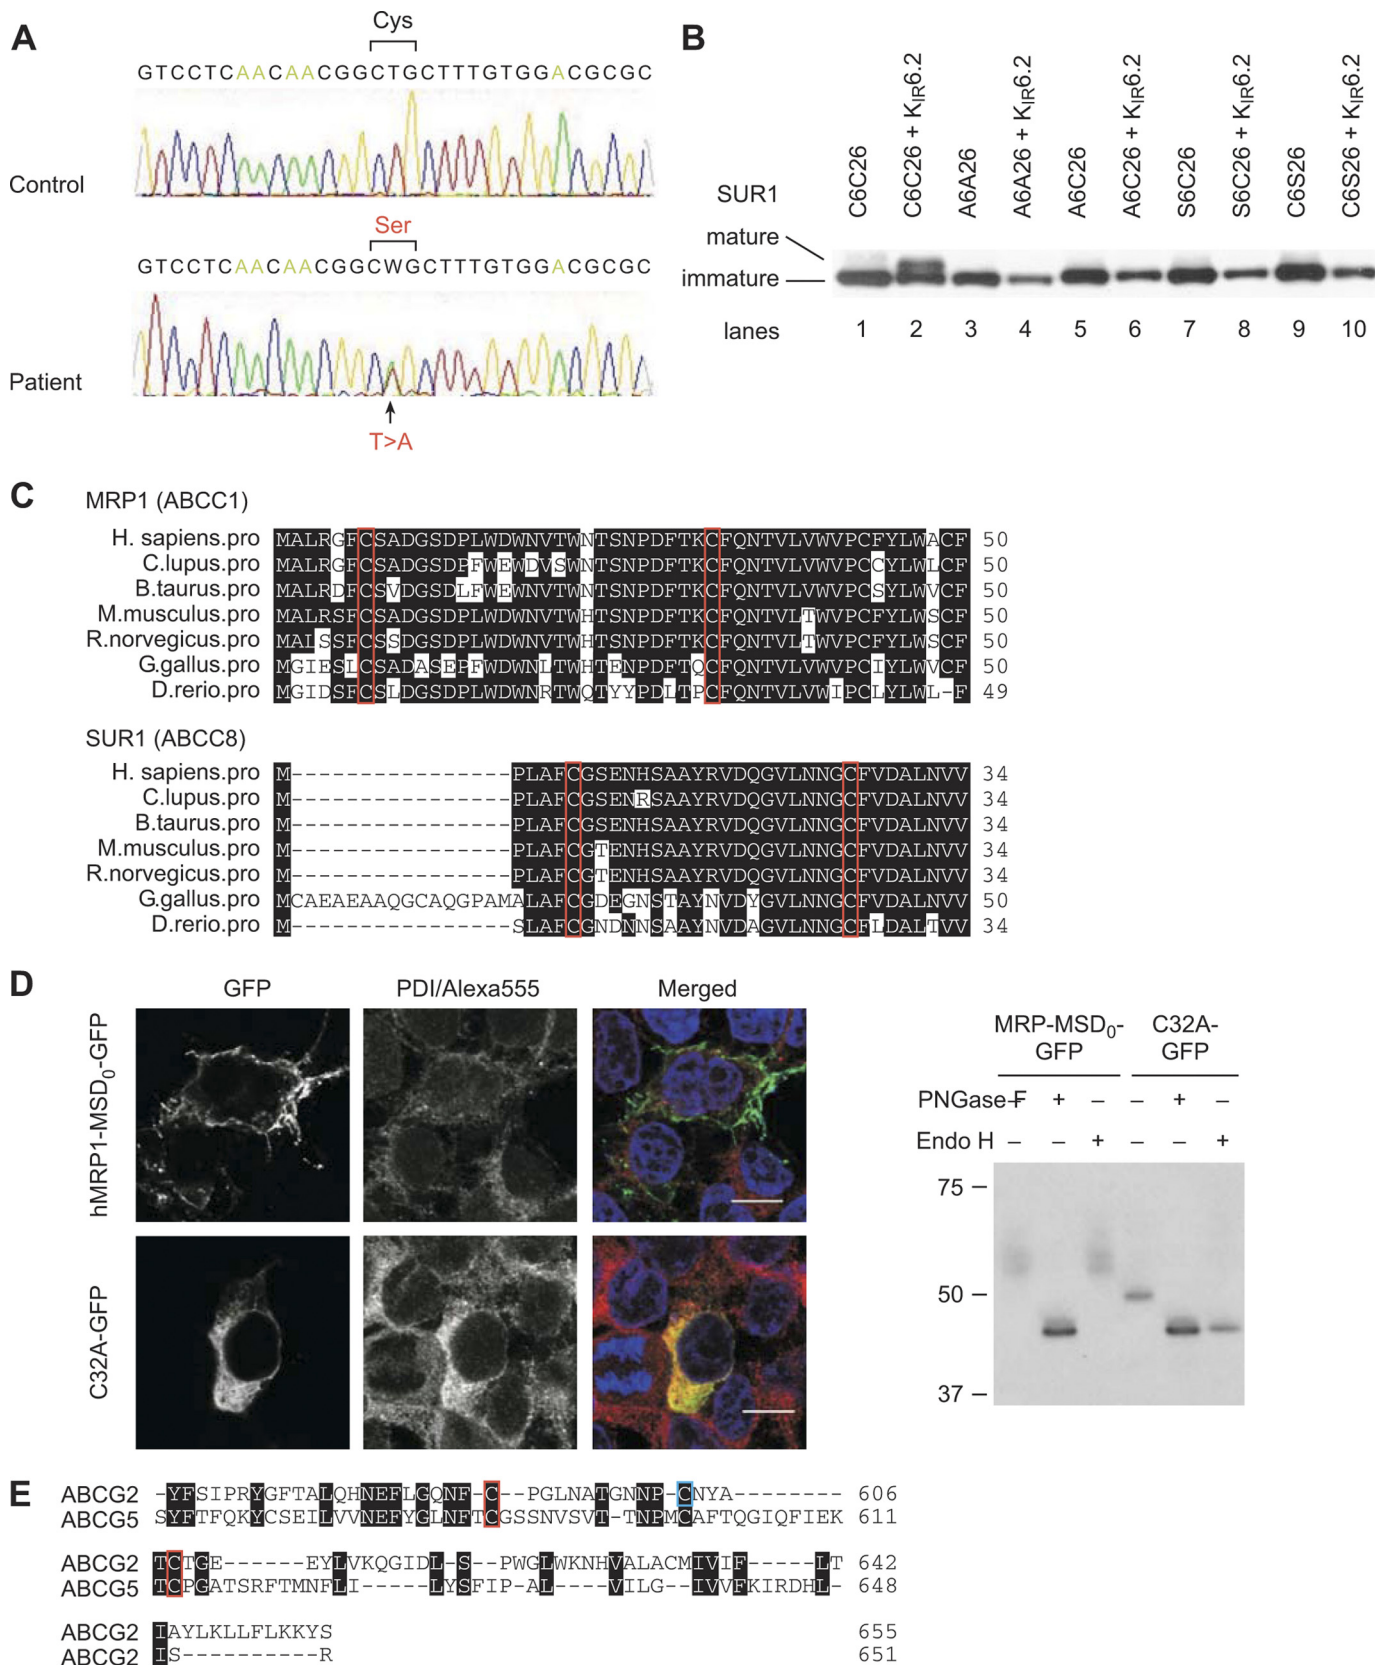 A
Cys
GTCCTCAACAACGGCTGCTTTGTGGACGCGC
Control
Ser
GTCCTCAACAACGGCWGCTTTGTGGACGCGC
Patient
T>A
B
SUR1
C6C26
C6C26 + KIR6.2
A6A26
A6A26 + KIR6.2
A6C26
A6C26 + KIR6.2
S6C26
S6C26 + KIR6.2
C6S26
C6S26 + KIR6.2
mature
immature
lanes 1 2 3 4 5 6 7 8 9 10
C
MRP1 (ABCC1)
H. sapiens.pro MALRGFCSADGSDPLWDWNVTWNTSNPDFTKCFQNTVLVWVPCFYLWACF 50
C.lupus.pro MALRGFCSADGSDPFWEWDVSWNTSNPDFTKCFQNTVLVWVPCCYLWLCF 50
B.taurus.pro MALRDFCSVDGSDLFWEWNVTWNTSNPDFTKCFQNTVLVWVPCSYLWVCF 50
M.musculus.pro MALRSFCSADGSDPLWDWNVTWHTSNPDFTKCFQNTVLTWVPCFYLWSCF 50
R.norvegicus.pro MALSSFCSSDGSDPLWDWNVTWHTSNPDFTKCFQNTVLTWVPCFYLWSCF 50
G.gallus.pro MGIESLCSADASEPFWDWNLTWHTENPDFTQCFQNTVLVWVPCIYLWVCF 50
D.rerio.pro MGIDSFCSLDGSDPLWDWNRTWQTYYPDLTPCFQNTVLVWIPCLYLWL-F 49
SUR1 (ABCC8)
H. sapiens.pro M----------------PLAFCGSENHSAAYRVDQGVLNNGCFVDALNVV 34
C.lupus.pro M----------------PLAFCGSENRSAAYRVDQGVLNNGCFVDALNVV 34
B.taurus.pro M----------------PLAFCGSENHSAAYRVDQGVLNNGCFVDALNVV 34
M.musculus.pro M----------------PLAFCGTENHSAAYRVDQGVLNNGCFVDALNVV 34
R.norvegicus.pro M----------------PLAFCGTENHSAAYRVDQGVLNNGCFVDALNVV 34
G.gallus.pro MCAEAEAAQGCAQGPAMALAFCGDEGNSTAYNVDYGVLNNGCFVDALNVV 50
D.rerio.pro M----------------SLAFCGNDNNSAAYNVDAGVLNNGCFLDALTVV 34
D
GFP PDI/Alexa555 Merged
hMRP1-MSD0-GFP
C32A-GFP
MRP-MSD0-GFP C32A-GFP
PNGase F – + – – + –
Endo H – – + – – +
75
50
37
E
ABCG2 -YFSIPRYGFTALQHNEFLGQNF-C--PGLNATGNNP-CNYA-------- 606
ABCG5 SYFTFQKYCSEILVVNEFYGLNFTCGSSNVSVT-TNPMCAFTQGIQFIEK 611
ABCG2 TCTGE------EYLVKQGIDL-S--PWGLWKNHVALACMIVIF-----LT 642
ABCG5 TCPGATSRFTMNFLI-----LYSFIP-AL----VILG-IVVFKIRDHL- 648
ABCG2 IAYLKLLFLKKYS 655
ABCG2 IS----------R 651